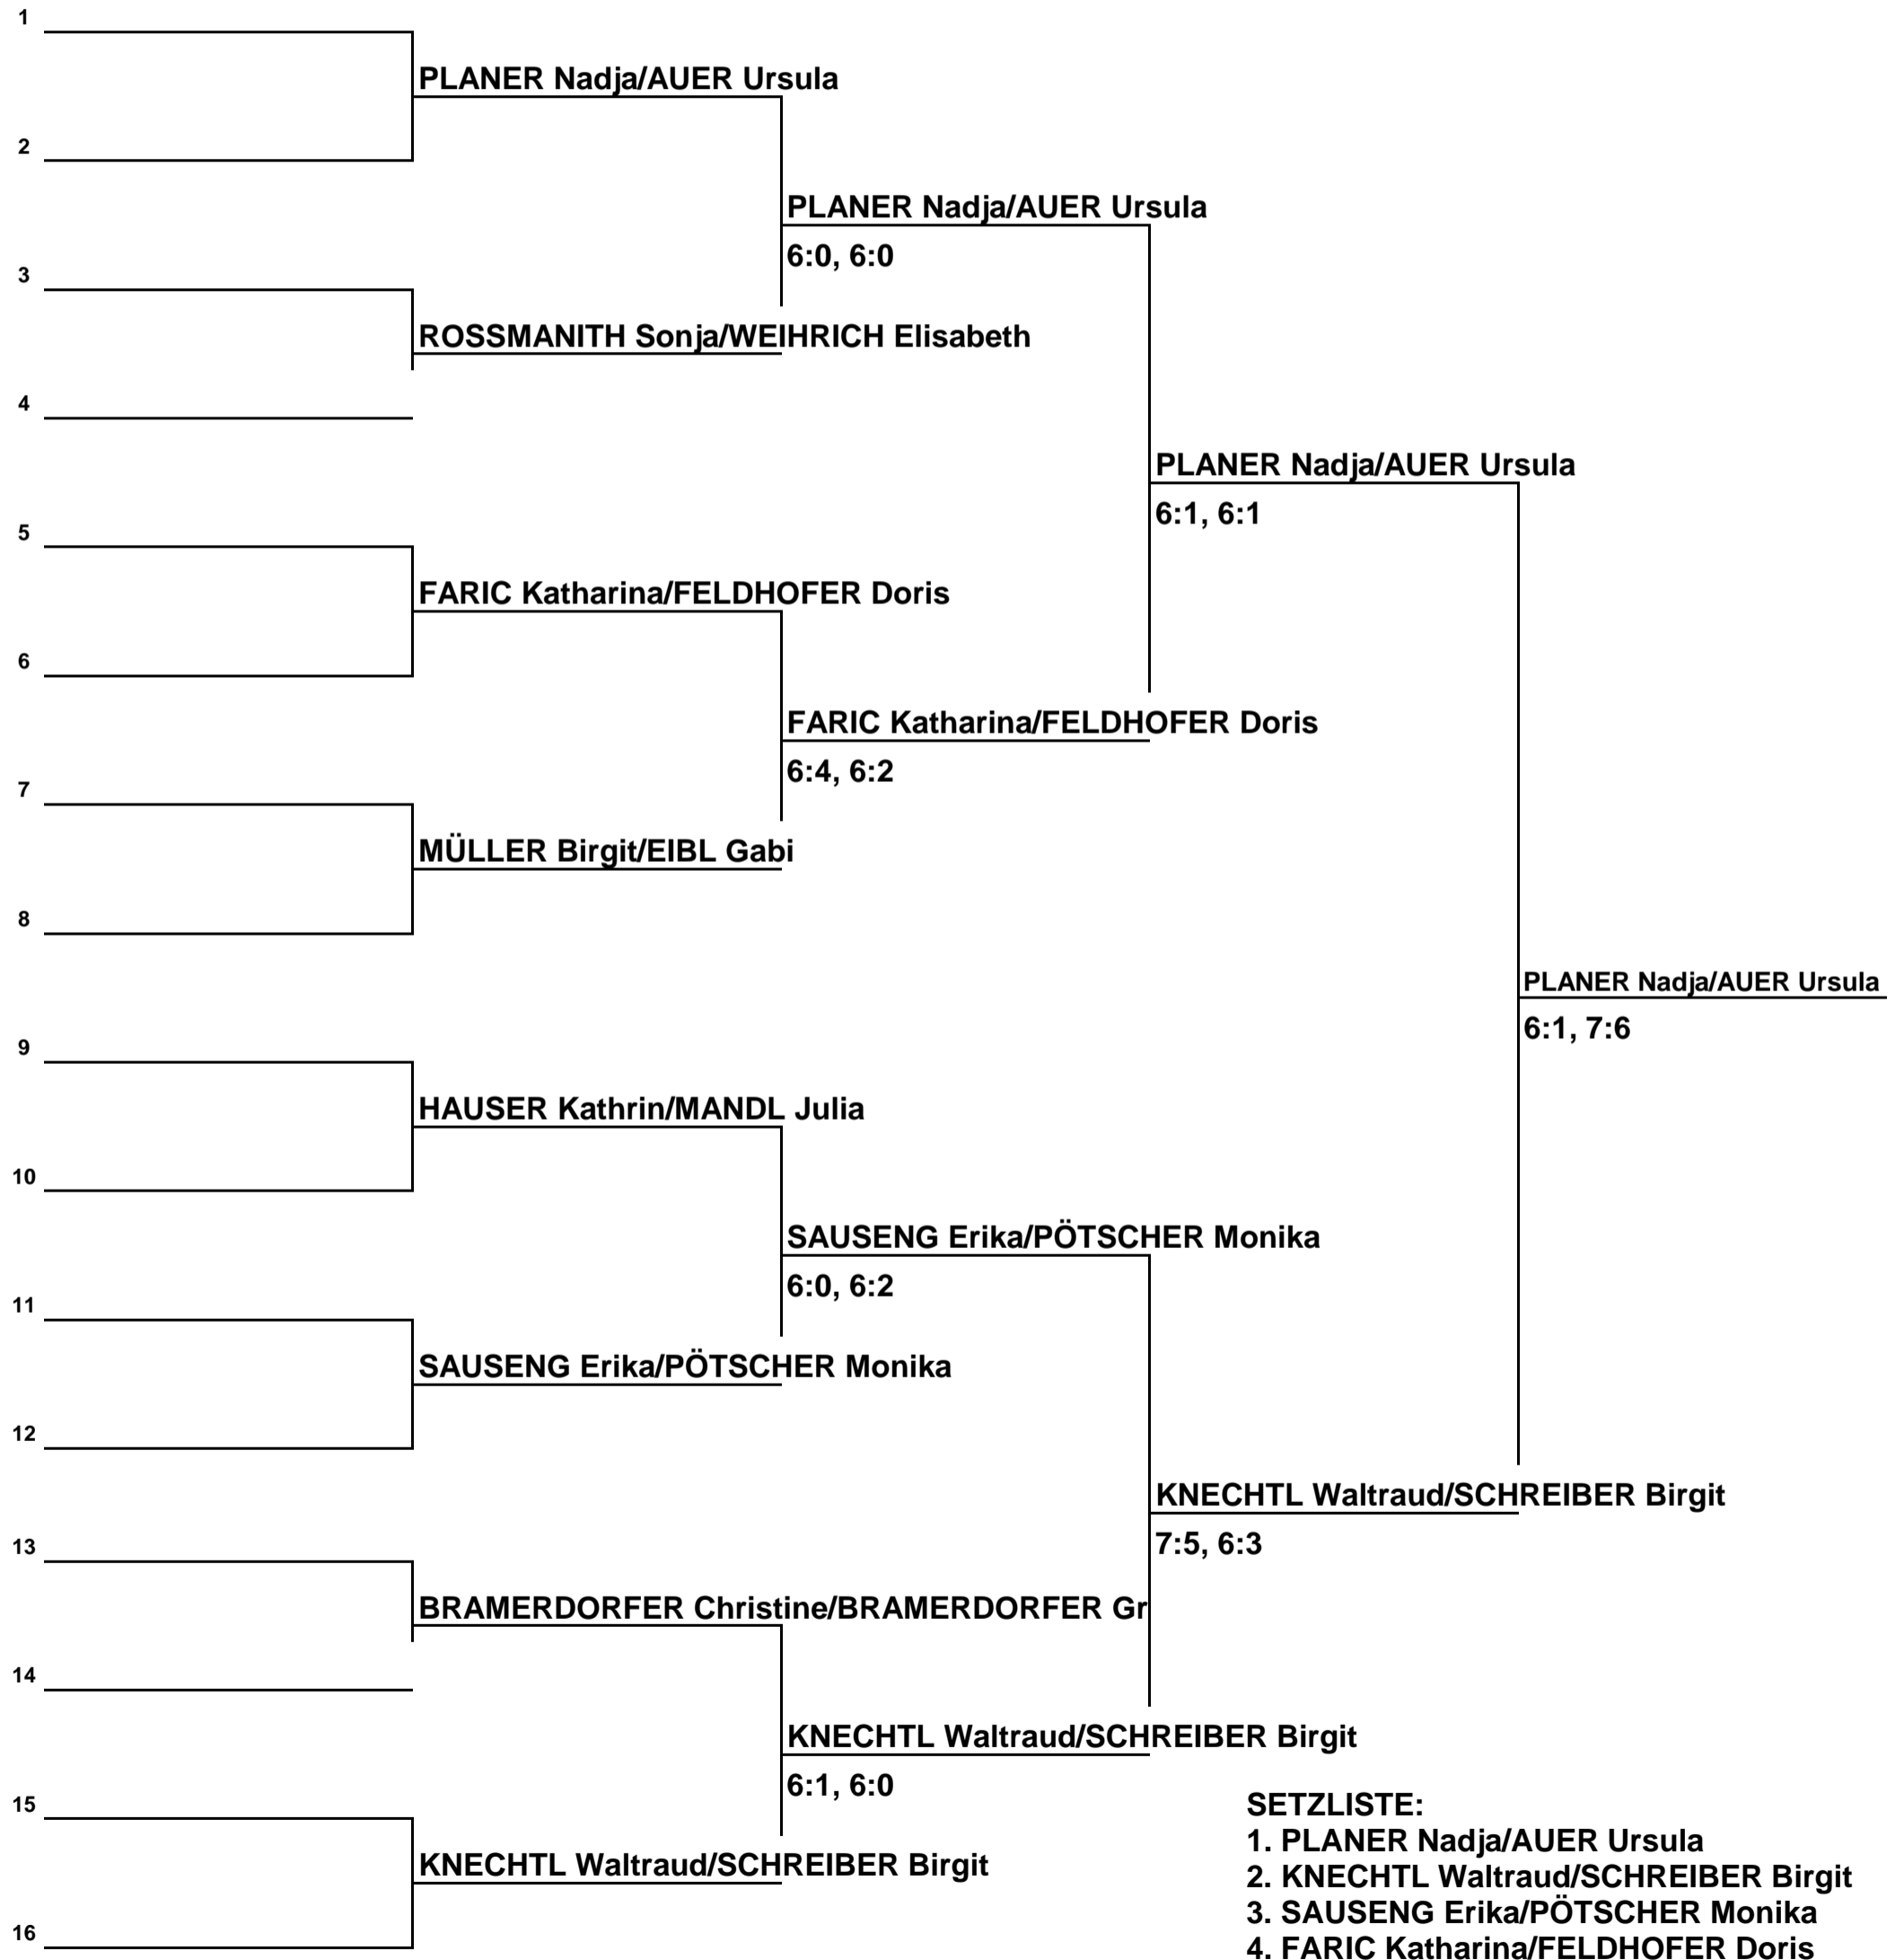 1
PLANER Nadja/AUER Ursula
2
PLANER Nadja/AUER Ursula
6:0, 6:0
3
ROSSMANITH Sonja/WEIHRICH Elisabeth
4
PLANER Nadja/AUER Ursula
6:1, 6:1
5
FARIC Katharina/FELDHOFER Doris
6
FARIC Katharina/FELDHOFER Doris
6:4, 6:2
7
MÜLLER Birgit/EIBL Gabi
8
PLANER Nadja/AUER Ursula
6:1, 7:6
9
HAUSER Kathrin/MANDL Julia
10
SAUSENG Erika/PÖTSCHER Monika
6:0, 6:2
11
SAUSENG Erika/PÖTSCHER Monika
12
KNECHTL Waltraud/SCHREIBER Birgit
7:5, 6:3
13
BRAMERDORFER Christine/BRAMERDORFER Gr
14
KNECHTL Waltraud/SCHREIBER Birgit
6:1, 6:0
15
KNECHTL Waltraud/SCHREIBER Birgit
16
SETZLISTE:
1. PLANER Nadja/AUER Ursula
2. KNECHTL Waltraud/SCHREIBER Birgit
3. SAUSENG Erika/PÖTSCHER Monika
4. FARIC Katharina/FELDHOFER Doris